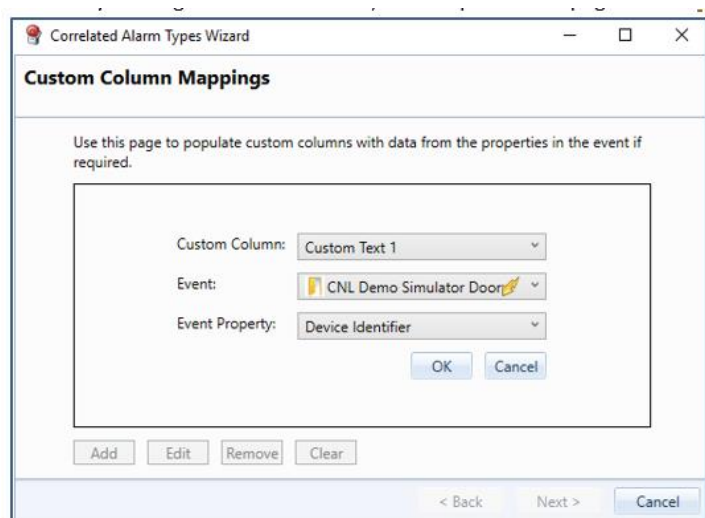 Correlated Alarm Types Wizard
Custom Column Mappings
Use this page to populate custom columns with data from the properties in the event if
required.
Custom Column: Custom Text 1
Event: CNL Demo Simulator Door
Event Property: Device Identifier
OK Cancel
Add Edit Remove Clear
< Back Next > Cancel